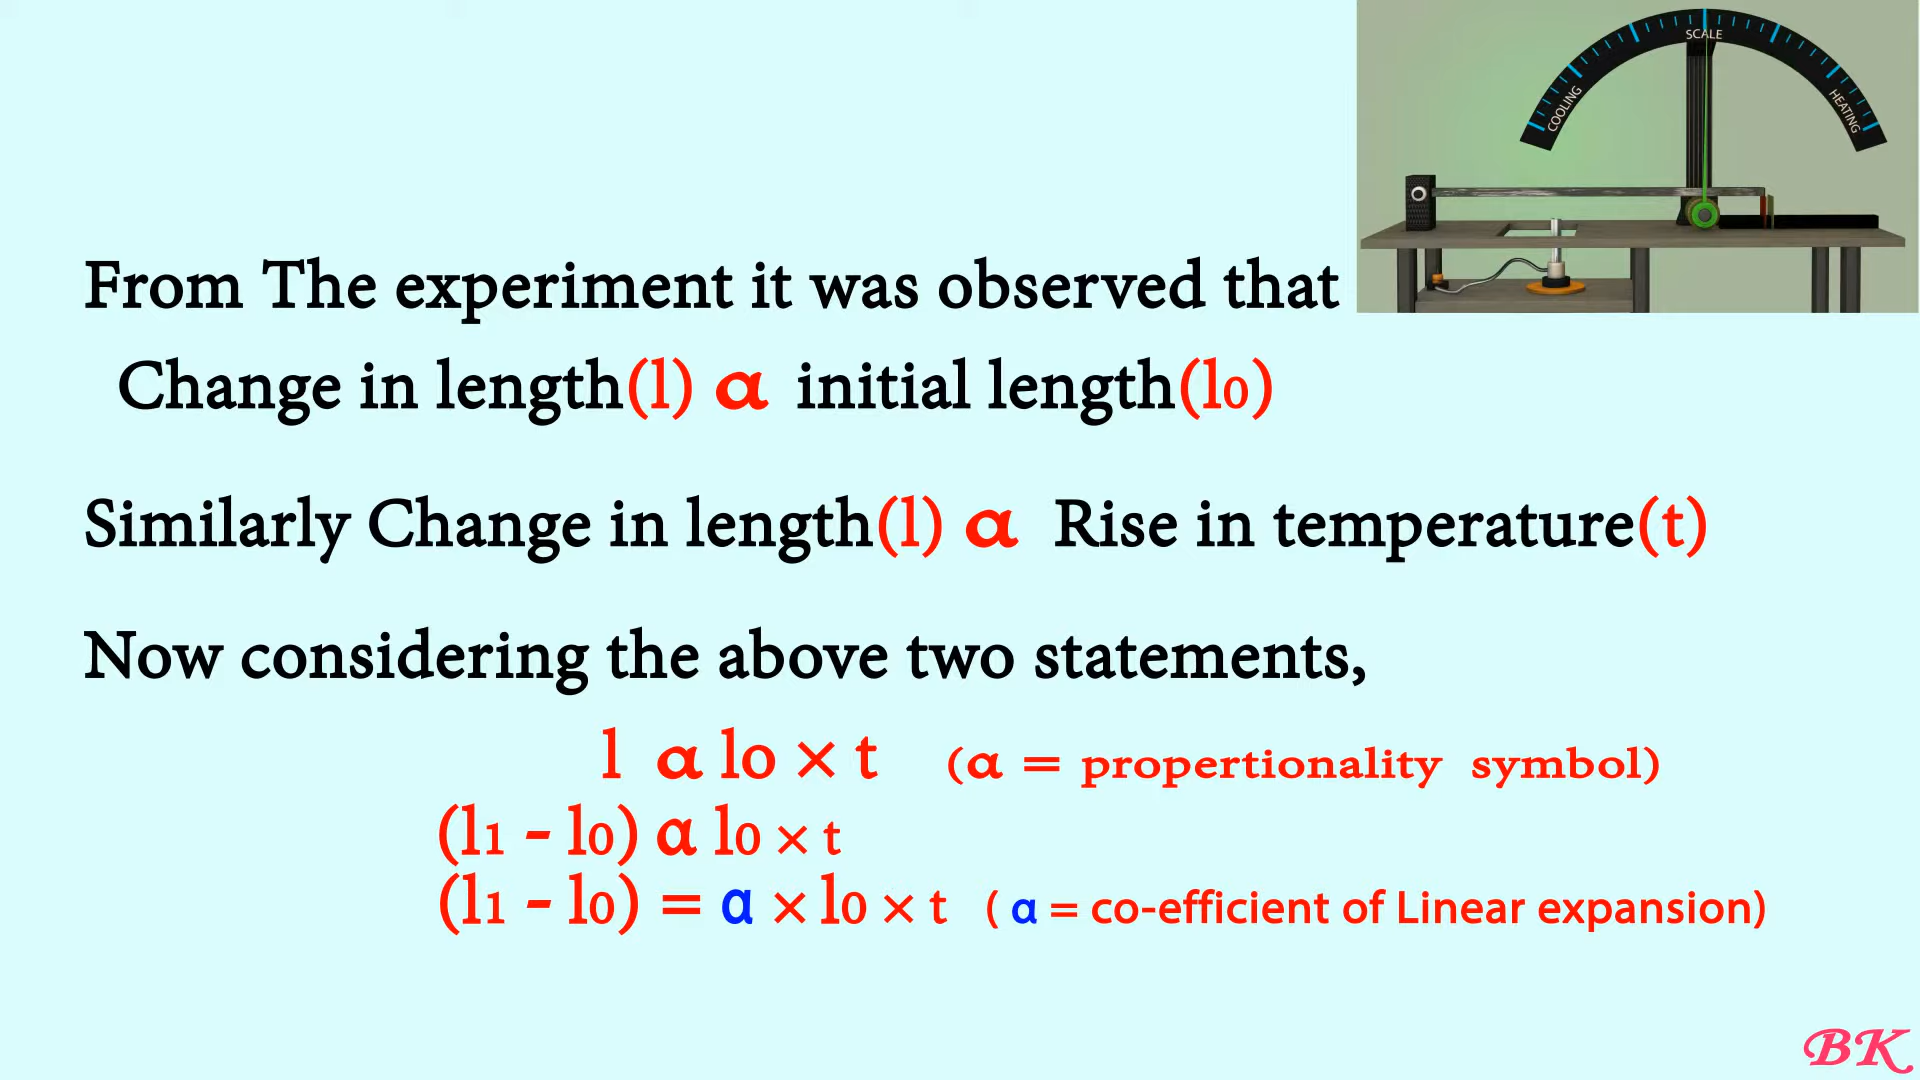 SCALE
COOLING
HEATING
From The experiment it was observed that
Change in length(l) α initial length(l₀)
Similarly Change in length(l) α Rise in temperature(t)
Now considering the above two statements,
l α l₀ × t (α = propertionality symbol)
(l₁ - l₀) α l₀ × t
(l₁ - l₀) = α × l₀ × t ( α = co-efficient of Linear expansion)
BK